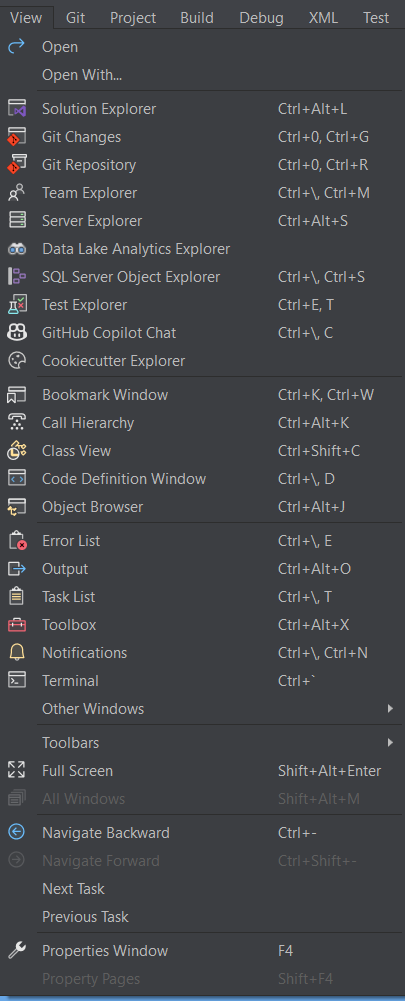 View Git Project Build Debug XML Test
Open
Open With...
Solution Explorer Ctrl+Alt+L
Git Changes Ctrl+0, Ctrl+G
Git Repository Ctrl+0, Ctrl+R
Team Explorer Ctrl+\, Ctrl+M
Server Explorer Ctrl+Alt+S
Data Lake Analytics Explorer
SQL Server Object Explorer Ctrl+\, Ctrl+S
Test Explorer Ctrl+E, T
GitHub Copilot Chat Ctrl+\, C
Cookiecutter Explorer
Bookmark Window Ctrl+K, Ctrl+W
Call Hierarchy Ctrl+Alt+K
Class View Ctrl+Shift+C
Code Definition Window Ctrl+\, D
Object Browser Ctrl+Alt+J
Error List Ctrl+\, E
Output Ctrl+Alt+O
Task List Ctrl+\, T
Toolbox Ctrl+Alt+X
Notifications Ctrl+\, Ctrl+N
Terminal Ctrl+`
Other Windows
Toolbars
Full Screen Shift+Alt+Enter
All Windows Shift+Alt+M
Navigate Backward Ctrl+-
Navigate Forward Ctrl+Shift+-
Next Task
Previous Task
Properties Window F4
Property Pages Shift+F4